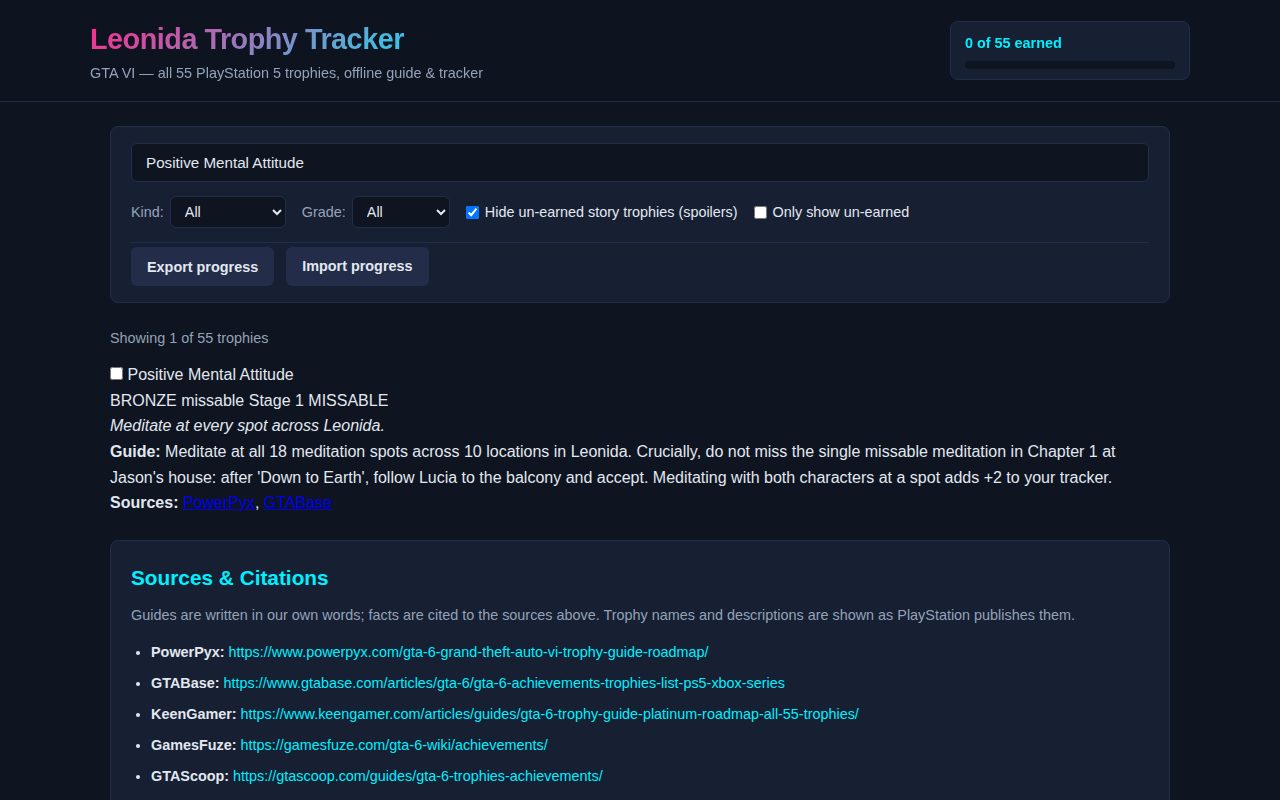 Leonida Trophy Tracker
GTA VI — all 55 PlayStation 5 trophies, offline guide & tracker
0 of 55 earned
Positive Mental Attitude
Kind: All Grade: All Hide un-earned story trophies (spoilers) Only show un-earned
Export progress Import progress
Showing 1 of 55 trophies
Positive Mental Attitude
BRONZE missable Stage 1 MISSABLE
Meditate at every spot across Leonida.
Guide: Meditate at all 18 meditation spots across 10 locations in Leonida. Crucially, do not miss the single missable meditation in Chapter 1 at
Jason's house: after 'Down to Earth', follow Lucia to the balcony and accept. Meditating with both characters at a spot adds +2 to your tracker.
Sources: PowerPyx, GTABase
Sources & Citations
Guides are written in our own words; facts are cited to the sources above. Trophy names and descriptions are shown as PlayStation publishes them.
• PowerPyx: https://www.powerpyx.com/gta-6-grand-theft-auto-vi-trophy-guide-roadmap/
• GTABase: https://www.gtabase.com/articles/gta-6/gta-6-achievements-trophies-list-ps5-xbox-series
• KeenGamer: https://www.keengamer.com/articles/guides/gta-6-trophy-guide-platinum-roadmap-all-55-trophies/
• GamesFuze: https://gamesfuze.com/gta-6-wiki/achievements/
• GTAScoop: https://gtascoop.com/guides/gta-6-trophies-achievements/